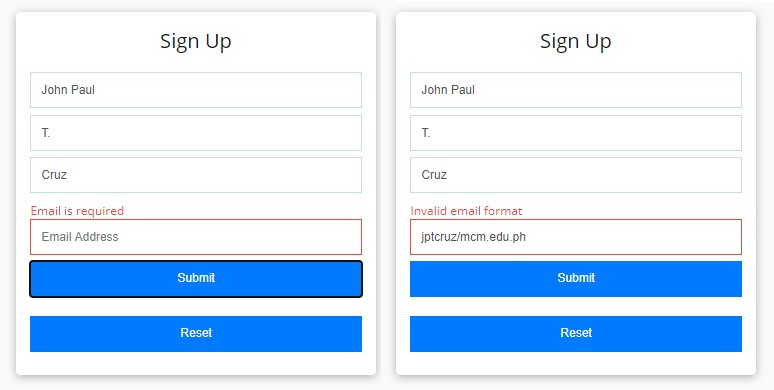 Sign Up
John Paul
T.
Cruz
Email is required
Email Address
Submit
Reset
Sign Up
John Paul
T.
Cruz
Invalid email format
jptcruz/mcm.edu.ph
Submit
Reset